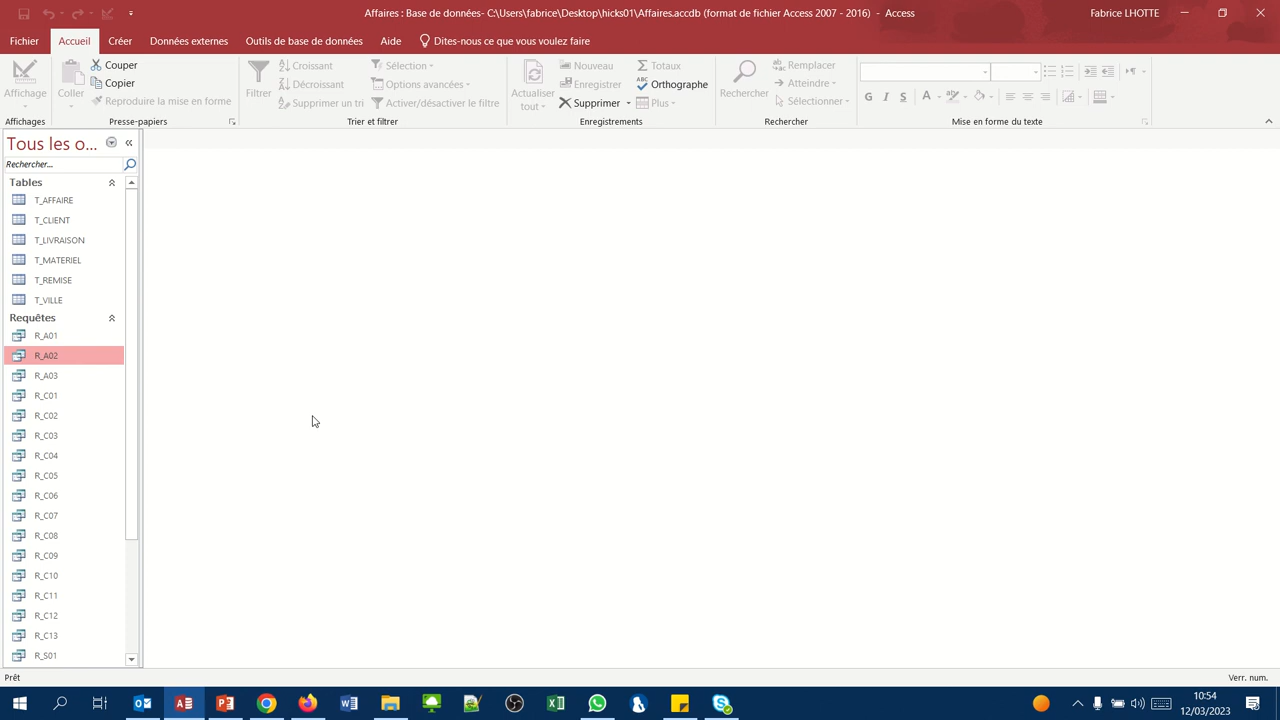 Affaires : Base de données- C:\Users\fabrice\Desktop\hicks01\Affaires.accdb (format de fichier Access 2007 - 2016) - Access
Fabrice LHOTTE
Fichier Accueil Créer Données externes Outils de base de données Aide Dites-nous ce que vous voulez faire
Affichage
Affichages
Coller
Couper
Copier
Reproduire la mise en forme
Presse-papiers
Filtrer
Croissant
Décroissant
Supprimer un tri
Sélection
Options avancées
Activer/désactiver le filtre
Trier et filtrer
Actualiser
tout
Nouveau
Enregistrer
Supprimer
Totaux
Orthographe
Plus
Enregistrements
Rechercher
Remplacer
Atteindre
Sélectionner
Rechercher
G I S A
Mise en forme du texte
Tous les o...
Rechercher...
Tables
T_AFFAIRE
T_CLIENT
T_LIVRAISON
T_MATERIEL
T_REMISE
T_VILLE
Requêtes
R_A01
R_A02
R_A03
R_C01
R_C02
R_C03
R_C04
R_C05
R_C06
R_C07
R_C08
R_C09
R_C10
R_C11
R_C12
R_C13
R_S01
Prêt
Verr. num.
10:54
12/03/2023